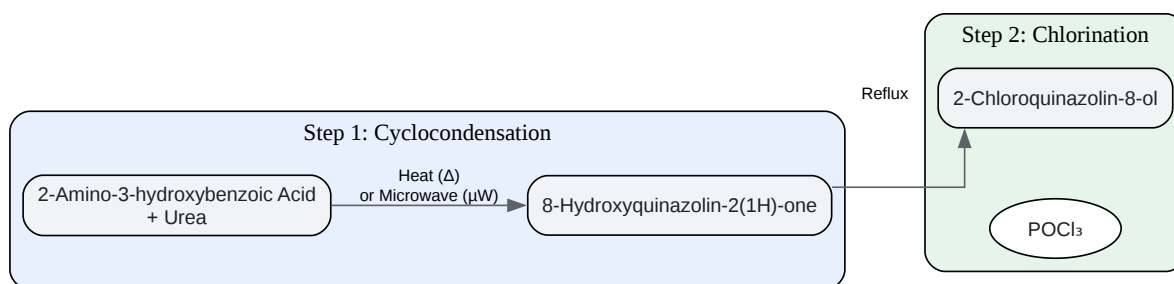 Step 1: Cyclocondensation
2-Amino-3-hydroxybenzoic Acid
+ Urea
Heat (Δ)
or Microwave (µW)
8-Hydroxyquinazolin-2(1H)-one
Reflux
Step 2: Chlorination
2-Chloroquinazolin-8-ol
POCl₃